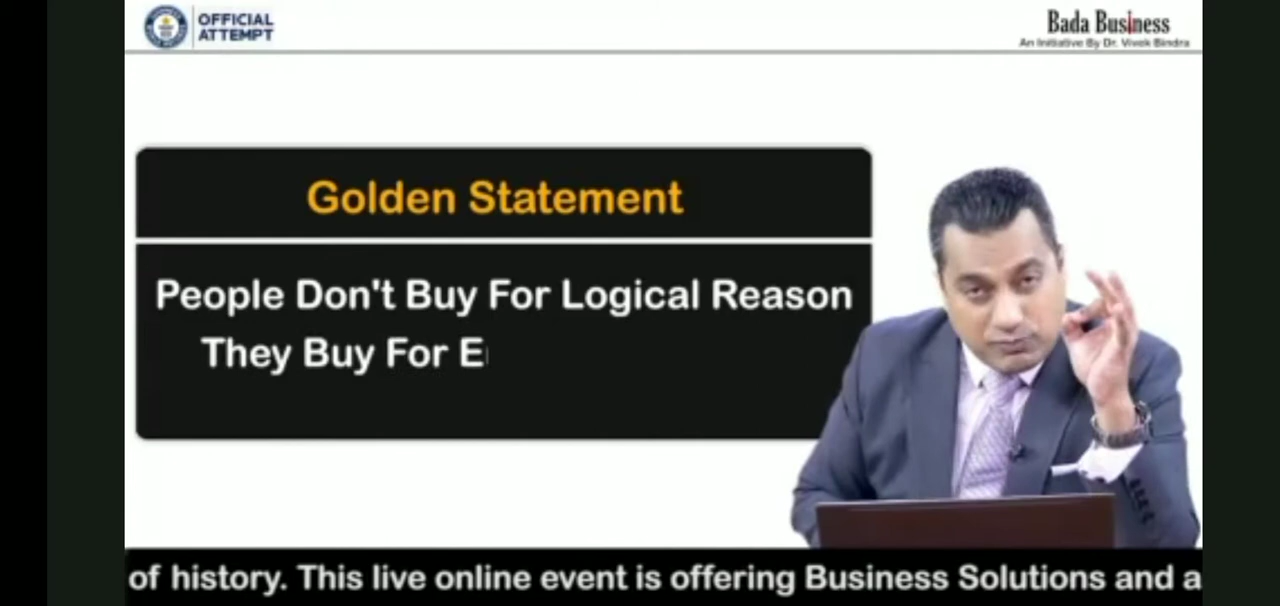 OFFICIAL
ATTEMPT
Bada Business
An Initiative By Dr. Vivek Bindra
Golden Statement
People Don't Buy For Logical Reason
They Buy For E
of history. This live online event is offering Business Solutions and a